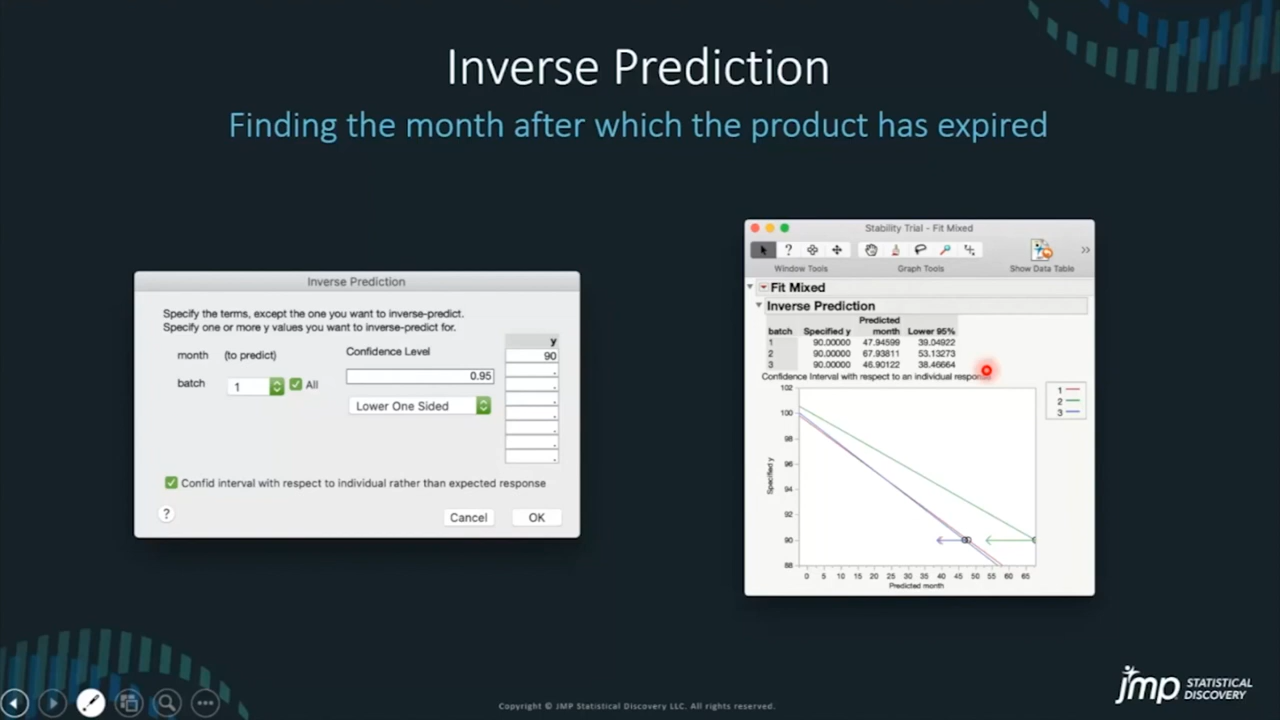 Inverse Prediction
Finding the month after which the product has expired
Inverse Prediction
Specify the terms, except the one you want to inverse-predict.
Specify one or more y values you want to inverse-predict for.
month (to predict)
Confidence Level
y
90
batch
1
All
0.95
Lower One Sided
Confid interval with respect to individual rather than expected response
?
Cancel
OK
Stability Trial - Fit Mixed
?
»
Window Tools
Graph Tools
Show Data Table
Fit Mixed
Inverse Prediction
batch Specified y Predicted month Lower 95%
1 90.00000 47.94599 39.04922
2 90.00000 67.93811 53.13273
3 90.00000 46.90122 38.46664
Confidence Interval with respect to an individual response
102
100
98
96
94
92
90
88
Specified y
0 5 10 15 20 25 30 35 40 45 50 55 60 65
Predicted month
1
2
3
jmp STATISTICAL DISCOVERY
Copyright © JMP Statistical Discovery LLC. All rights reserved.